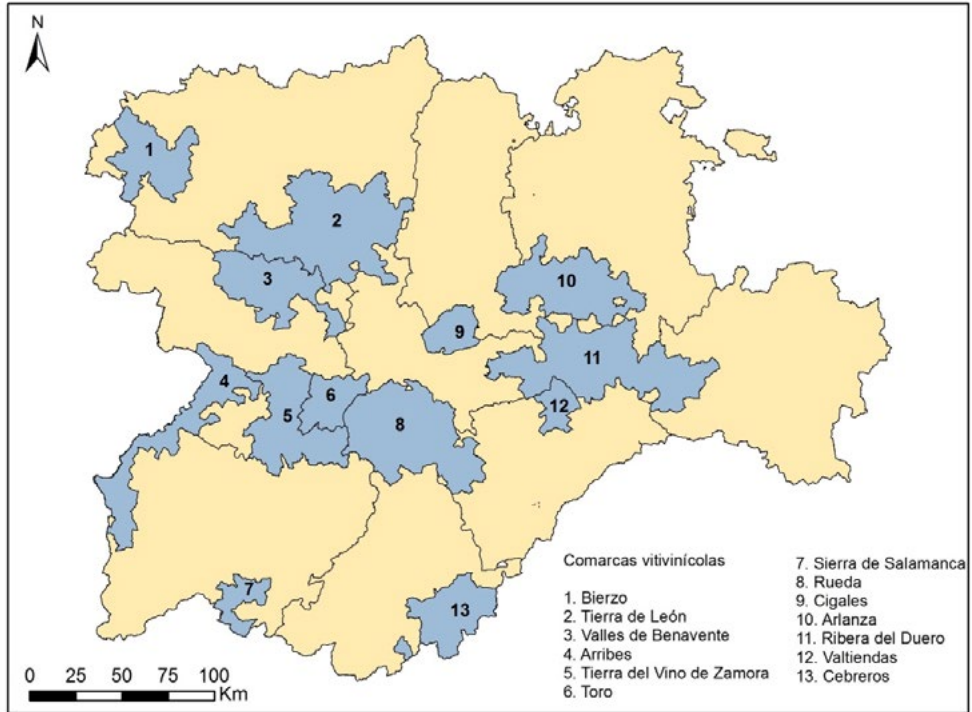 N
1
2
3
10
9
11
4
6
12
5
8
7
13
0 25 50 75 100
Km
Comarcas vitivinícolas
1. Bierzo
2. Tierra de León
3. Valles de Benavente
4. Arribes
5. Tierra del Vino de Zamora
6. Toro
7. Sierra de Salamanca
8. Rueda
9. Cigales
10. Arlanza
11. Ribera del Duero
12. Valtiendas
13. Cebreros